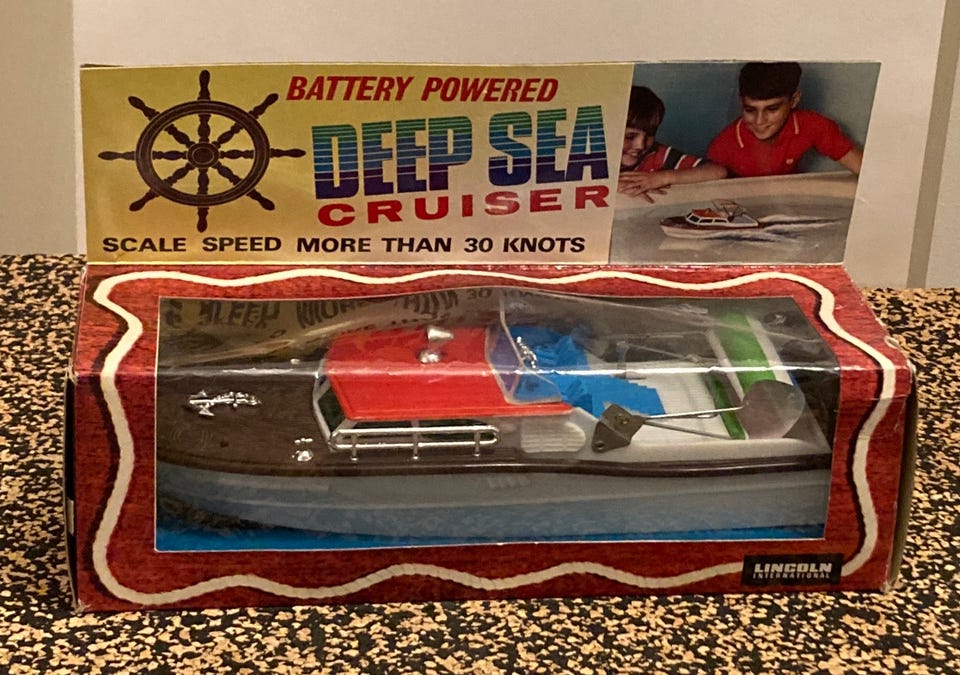 BATTERY POWERED
DEEP SEA
CRUISER
SCALE SPEED MORE THAN 30 KNOTS
LINCOLN
INTERNATIONAL